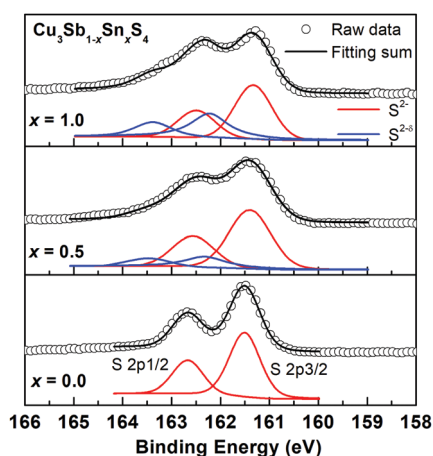 Cu₃Sb₁₋ₓSnₓS₄
Raw data
Fitting sum
S²⁻
S²⁻ᵟ
x = 1.0
x = 0.5
S 2p1/2
S 2p3/2
x = 0.0
166 165 164 163 162 161 160 159 158
Binding Energy (eV)